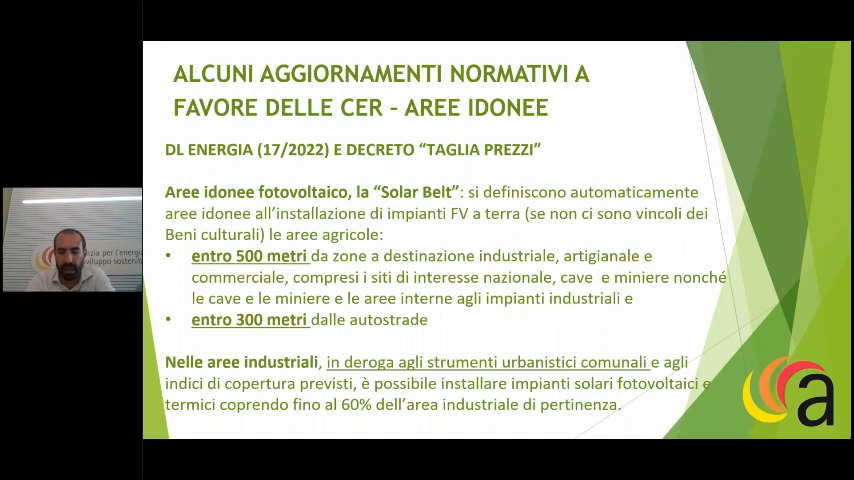 ALCUNI AGGIORNAMENTI NORMATIVI A
FAVORE DELLE CER – AREE IDONEE
DL ENERGIA (17/2022) E DECRETO “TAGLIA PREZZI”
Aree idonee fotovoltaico, la “Solar Belt”: si definiscono automaticamente
aree idonee all’installazione di impianti FV a terra (se non ci sono vincoli dei
Beni culturali) le aree agricole:
• entro 500 metri da zone a destinazione industriale, artigianale e
commerciale, compresi i siti di interesse nazionale, cave e miniere nonché
le cave e le miniere e le aree interne agli impianti industriali e
• entro 300 metri dalle autostrade
Nelle aree industriali, in deroga agli strumenti urbanistici comunali e agli
indici di copertura previsti, è possibile installare impianti solari fotovoltaici e
termici coprendo fino al 60% dell’area industriale di pertinenza.
a
per l'energia
sviluppo sosteni